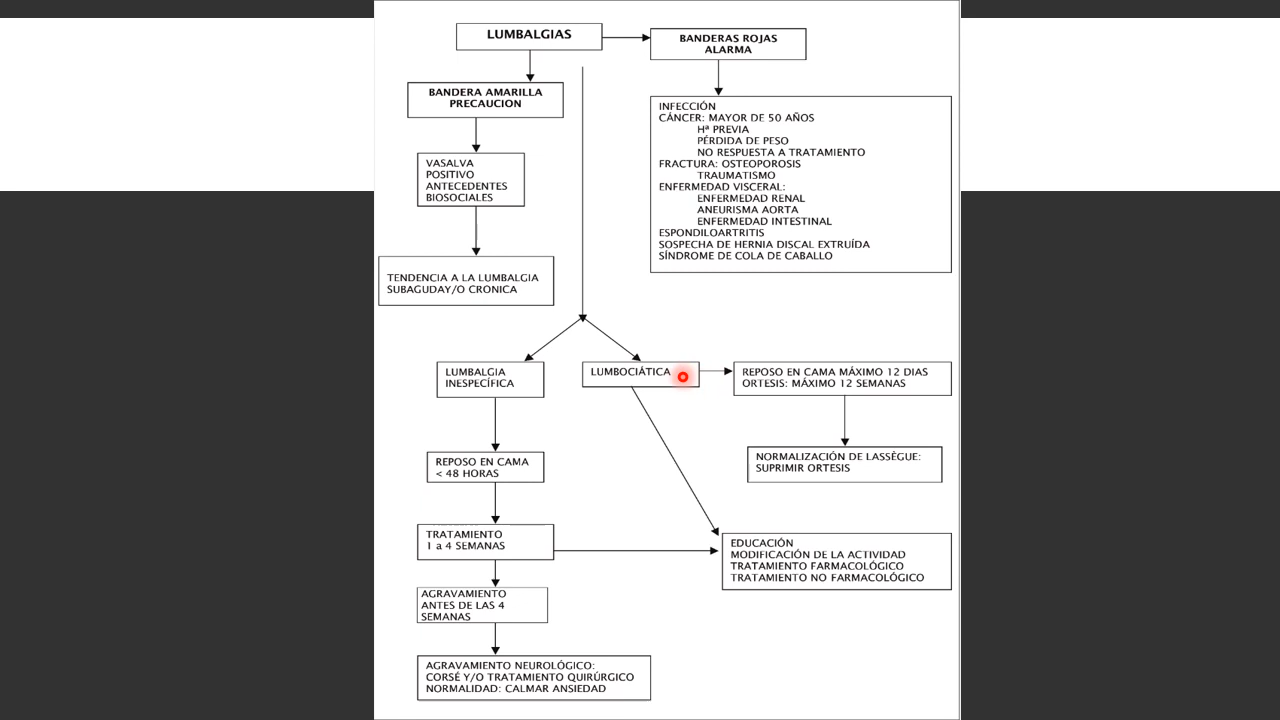 LUMBALGIAS
BANDERAS ROJAS
ALARMA
BANDERA AMARILLA
PRECAUCION
INFECCIÓN
CÁNCER: MAYOR DE 50 AÑOS
Hª PREVIA
PÉRDIDA DE PESO
NO RESPUESTA A TRATAMIENTO
FRACTURA: OSTEOPOROSIS
TRAUMATISMO
ENFERMEDAD VISCERAL:
ENFERMEDAD RENAL
ANEURISMA AORTA
ENFERMEDAD INTESTINAL
ESPONDILOARTRITIS
SOSPECHA DE HERNIA DISCAL EXTRUÍDA
SÍNDROME DE COLA DE CABALLO
VASALVA
POSITIVO
ANTECEDENTES
BIOSOCIALES
TENDENCIA A LA LUMBALGIA
SUBAGUDAY/O CRONICA
LUMBALGIA
INESPECÍFICA
LUMBOCIÁTICA
REPOSO EN CAMA MÁXIMO 12 DIAS
ORTESIS: MÁXIMO 12 SEMANAS
REPOSO EN CAMA
< 48 HORAS
NORMALIZACIÓN DE LASSÈGUE:
SUPRIMIR ORTESIS
TRATAMIENTO
1 a 4 SEMANAS
EDUCACIÓN
MODIFICACIÓN DE LA ACTIVIDAD
TRATAMIENTO FARMACOLÓGICO
TRATAMIENTO NO FARMACOLÓGICO
AGRAVAMIENTO
ANTES DE LAS 4
SEMANAS
AGRAVAMIENTO NEUROLÓGICO:
CORSÉ Y/O TRATAMIENTO QUIRÚRGICO
NORMALIDAD: CALMAR ANSIEDAD